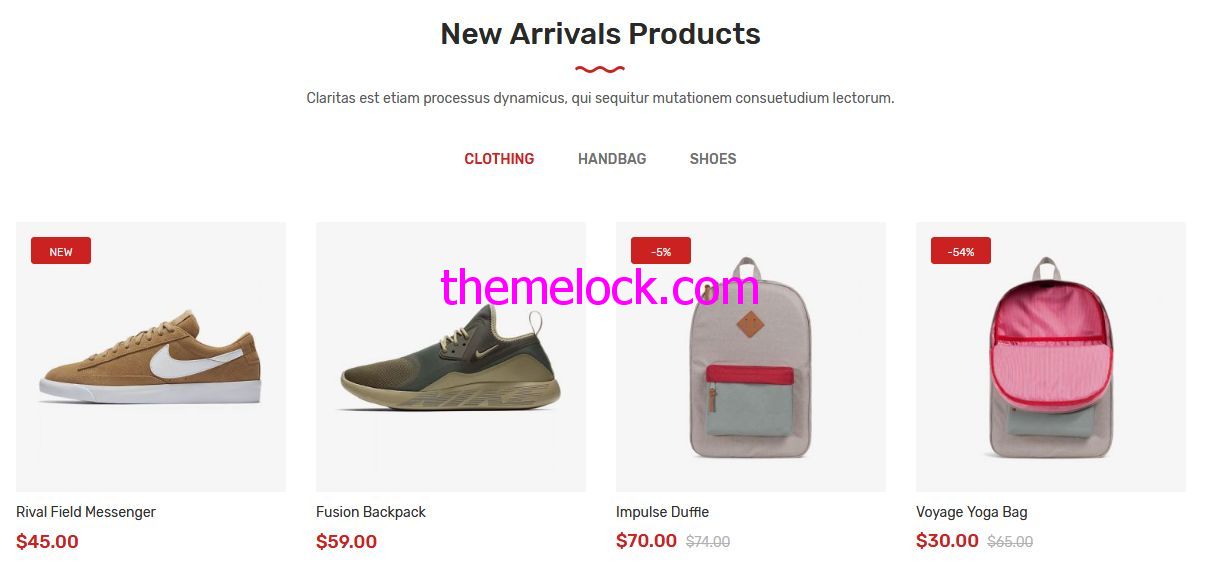 New Arrivals Products
Claritas est etiam processus dynamicus, qui sequitur mutationem consuetudium lectorum.
CLOTHING HANDBAG SHOES
NEW
-5%
-54%
themelock.com
Rival Field Messenger
$45.00
Fusion Backpack
$59.00
Impulse Duffle
$70.00 $74.00
Voyage Yoga Bag
$30.00 $65.00